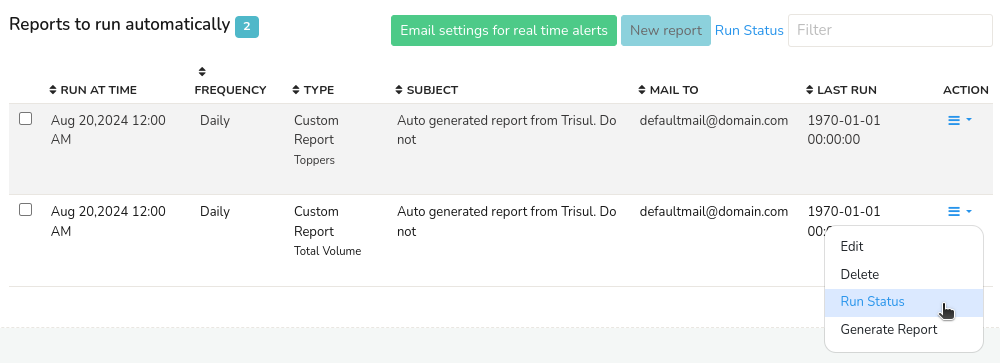 Reports to run automatically 2
Email settings for real time alerts New report Run Status Filter
RUN AT TIME FREQUENCY TYPE SUBJECT MAIL TO LAST RUN ACTION
Aug 20,2024 12:00 Daily Custom Auto generated report from Trisul. Do defaultmail@domain.com 1970-01-01
AM Report not 00:00:00
Toppers
Aug 20,2024 12:00 Daily Custom Auto generated report from Trisul. Do defaultmail@domain.com 1970-01-01
AM Report not
Total Volume
Edit
Delete
Run Status
Generate Report